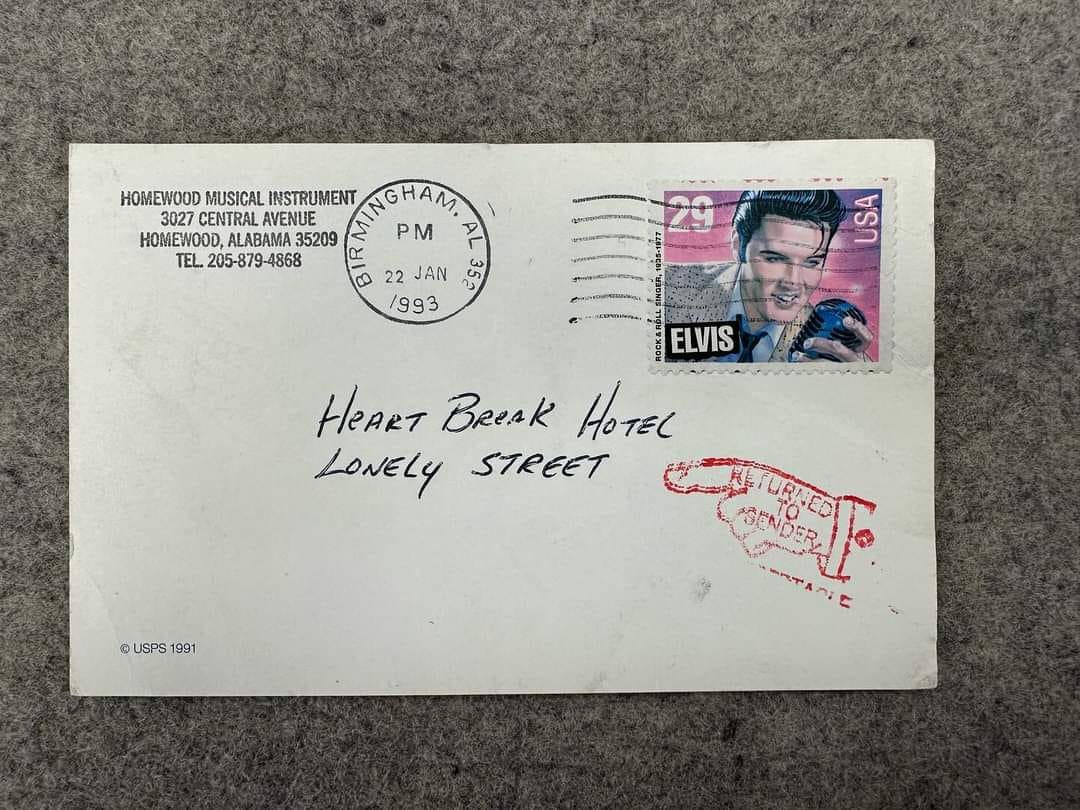 HOMEWOOD MUSICAL INSTRUMENT
3027 CENTRAL AVENUE
HOMEWOOD, ALABAMA 35209
TEL. 205-879-4868
BIRMINGHAM, AL
PM
22 JAN
1993
29
USA
ROCK & ROLL SINGER, 1935-1977
ELVIS
HEART BREAK HOTEL
LONELY STREET
RETURNED
TO
SENDER
© USPS 1991